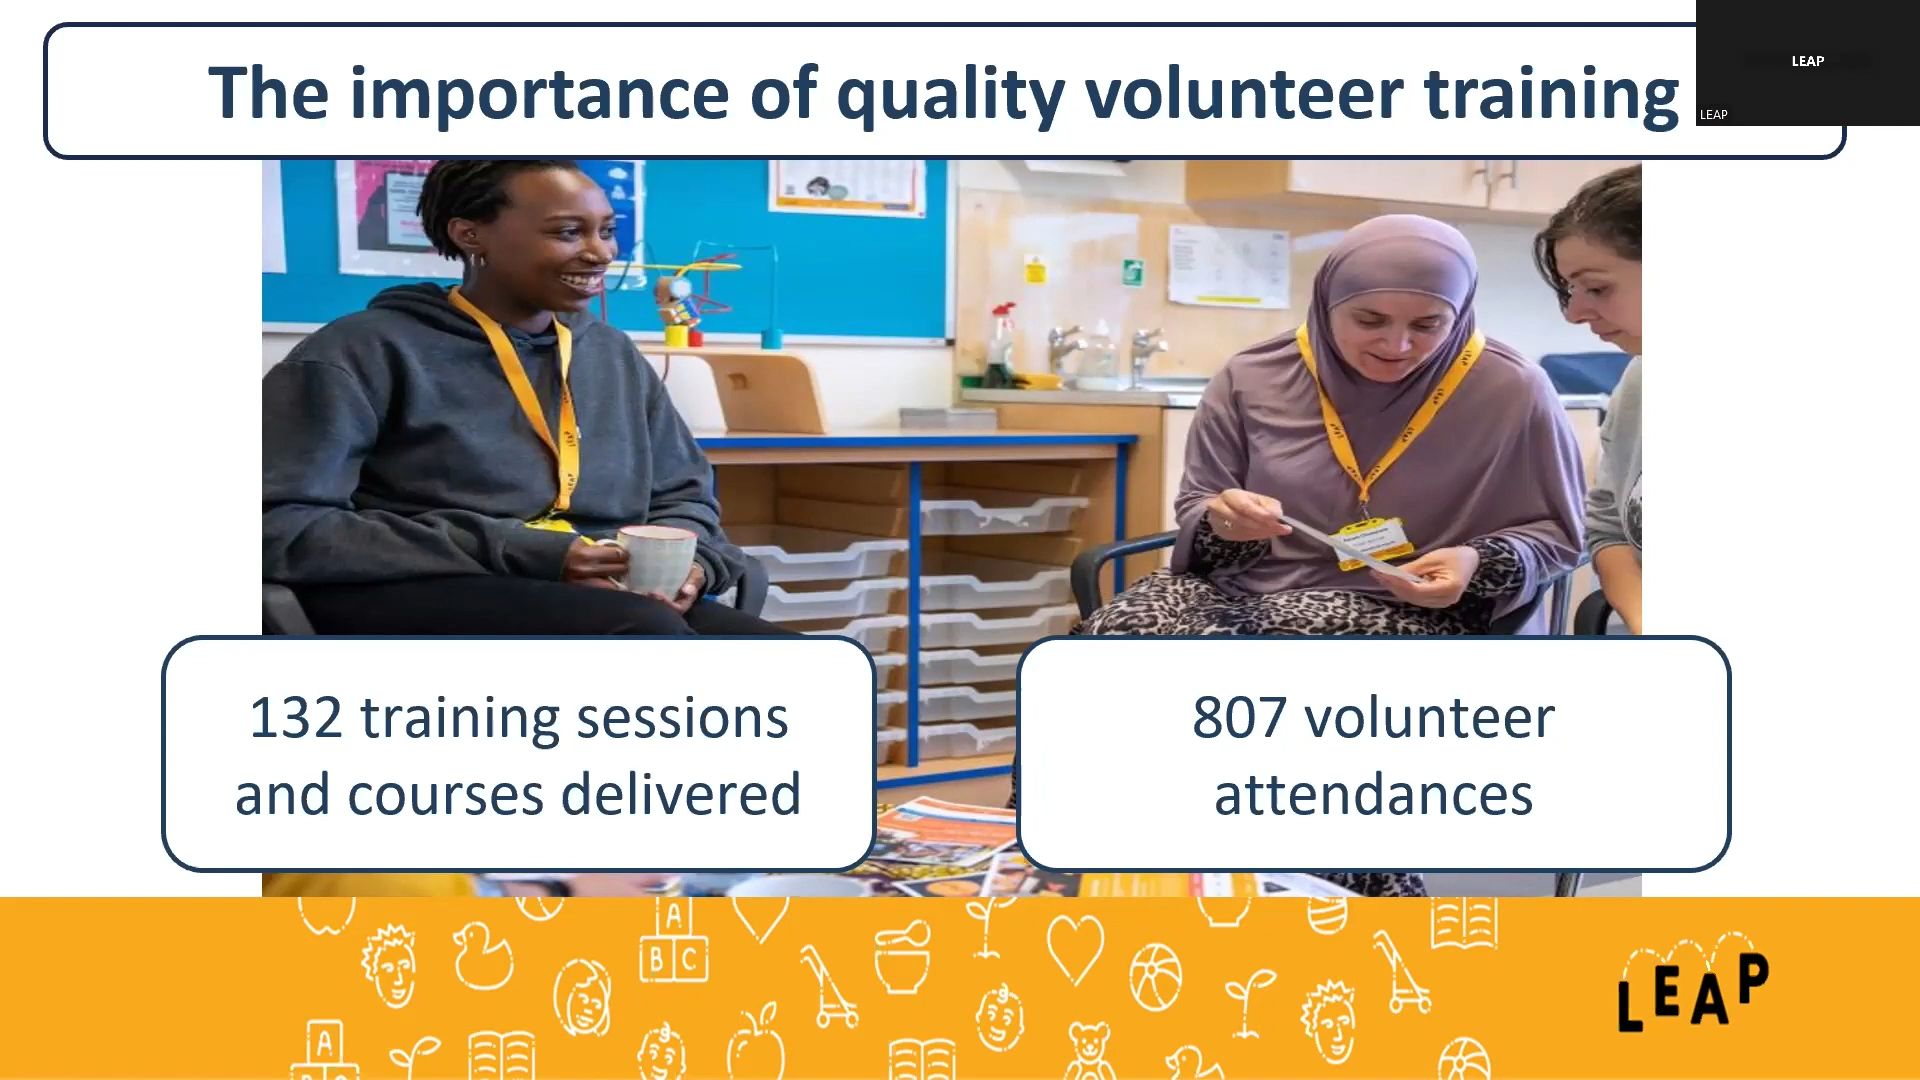 The importance of quality volunteer training
LEAP
LEAP
132 training sessions
and courses delivered
807 volunteer
attendances
A
B C
A
LEAP